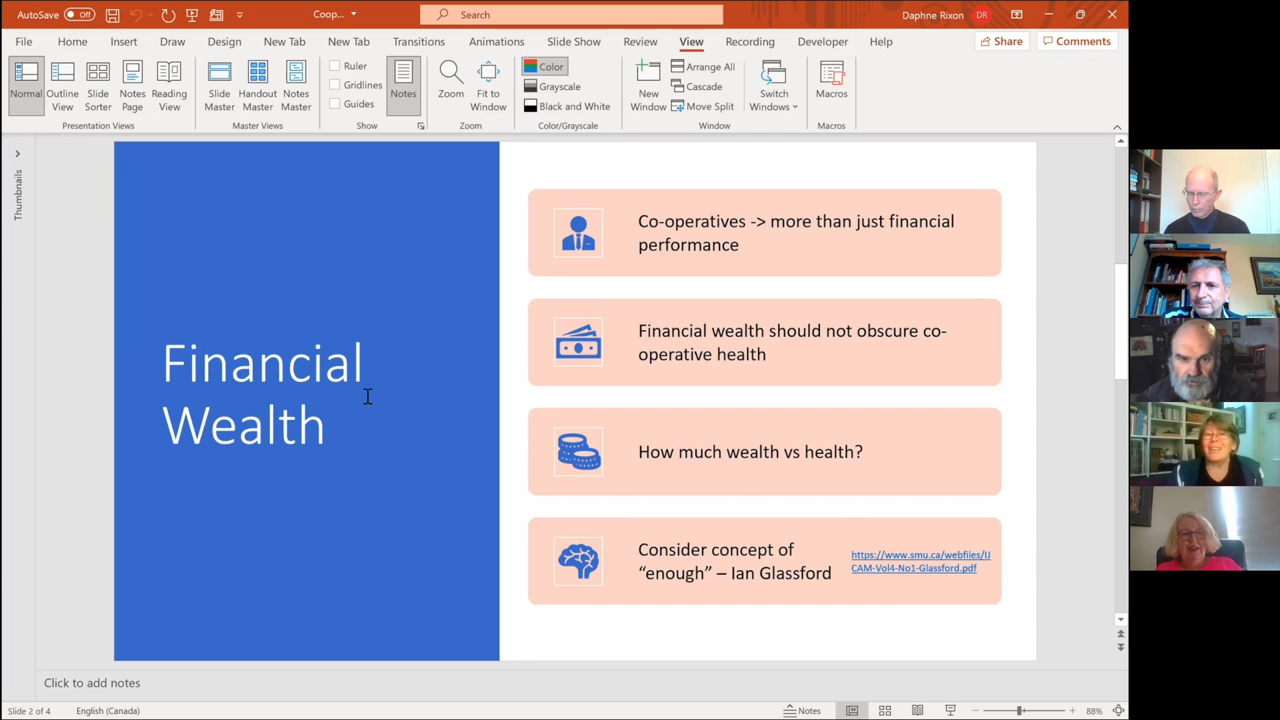 AutoSave Off Coop... Search Daphne Rixon DR
File Home Insert Draw Design New Tab New Tab Transitions Animations Slide Show Review View Recording Developer Help Share Comments
Normal Outline View Slide Sorter Notes Page Reading View
Presentation Views
Slide Master Handout Master Notes Master
Master Views
Ruler
Gridlines
Guides
Show
Notes
Zoom Fit to Window
Zoom
Color
Grayscale
Black and White
Color/Grayscale
New Window
Arrange All
Cascade
Move Split
Switch Windows
Window
Macros
Macros
Thumbnails
Financial
Wealth
Co-operatives -> more than just financial
performance
Financial wealth should not obscure co-
operative health
How much wealth vs health?
Consider concept of
“enough” – Ian Glassford
https://www.smu.ca/webfiles/IJ
CAM-Vol4-No1-Glassford.pdf
Click to add notes
Slide 2 of 4 English (Canada) Notes 88%